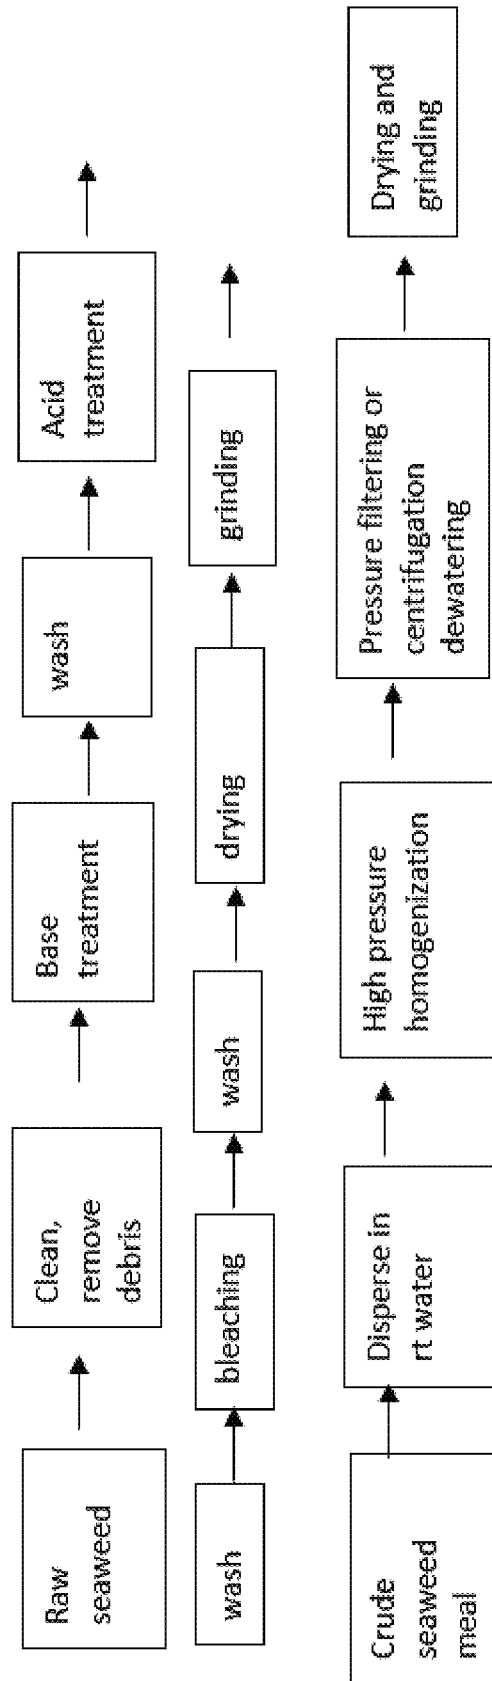 Raw
seaweed
Clean,
remove
debris
Base
treatment
wash
Acid
treatment
wash
bleaching
wash
drying
grinding
Crude
seaweed
meal
Disperse in
rt water
High pressure
homogenization
Pressure filtering or
centrifugation
dewatering
Drying and
grinding